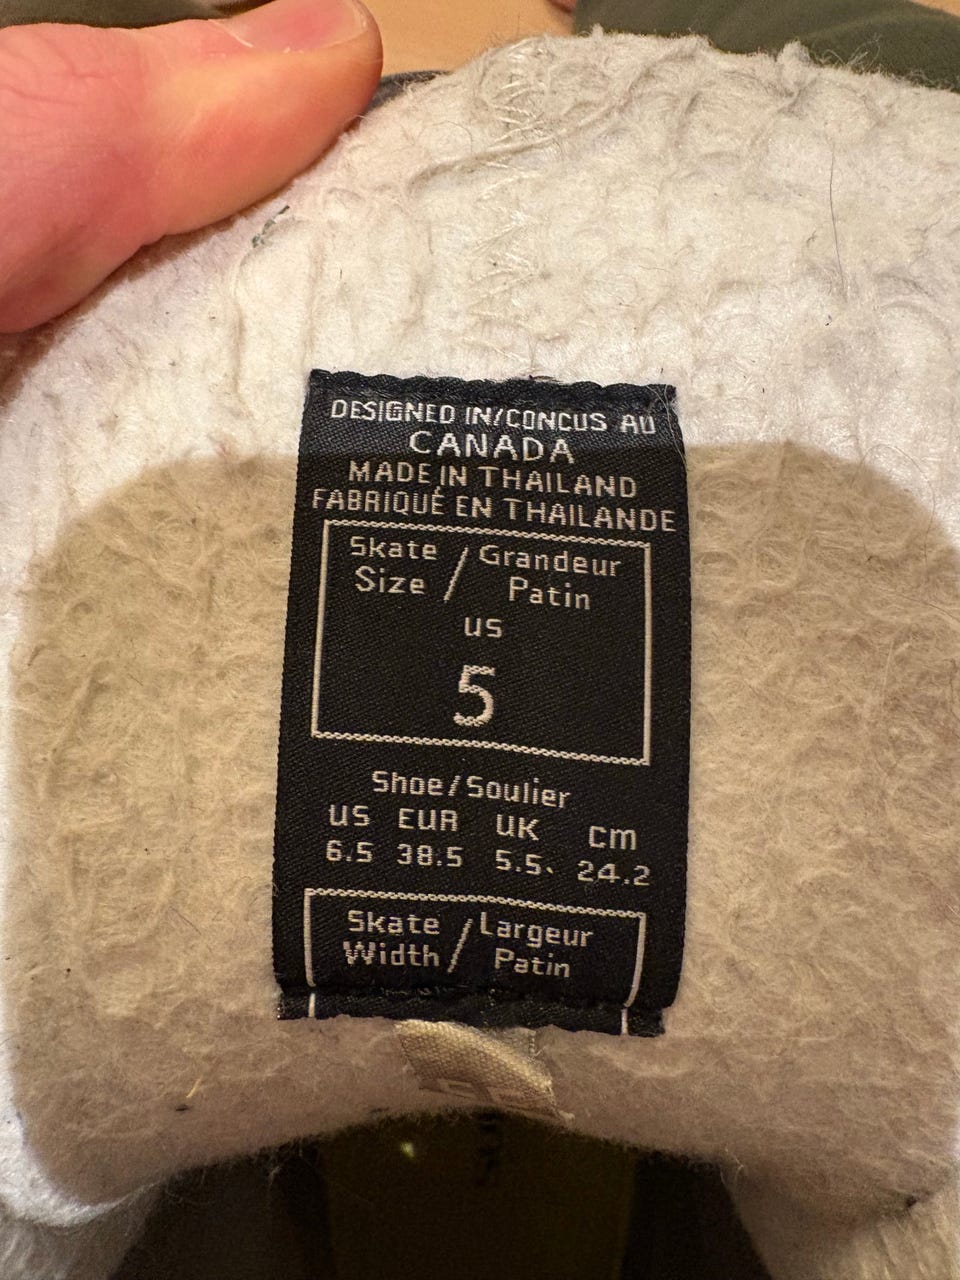 DESIGNED IN/CONCUS AU
CANADA
MADE IN THAILAND
FABRIQUÉ EN THAILANDE
Skate / Grandeur
Size / Patin
US
5
Shoe/Soulier
US EUR UK cm
6.5 38.5 5.5. 24.2
Skate / Largeur
Width / Patin